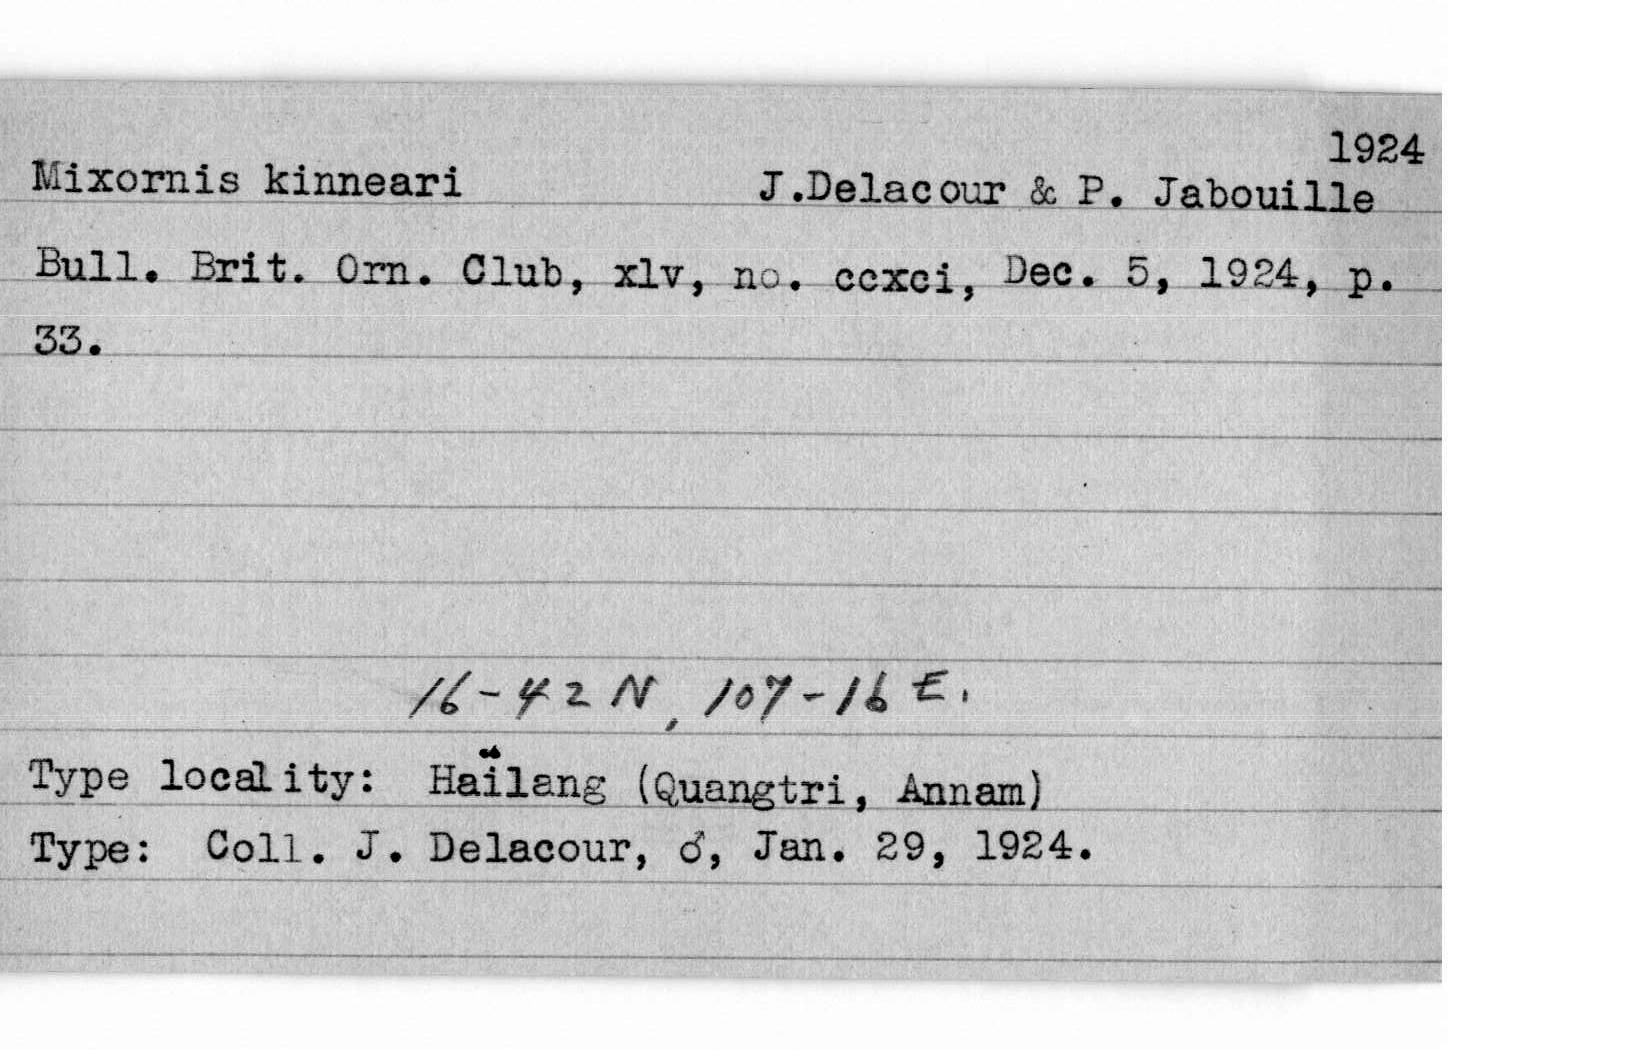 1924
Mixornis kinneari J.Delacour & P. Jabouille
Bull. Brit. Orn. Club, xlv, no. ccxci, Dec. 5, 1924, p.
33.
16-42 N, 107-16 E.
Type locality: Haïlang (Quangtri, Annam)
Type: Coll. J. Delacour, ♂, Jan. 29, 1924.